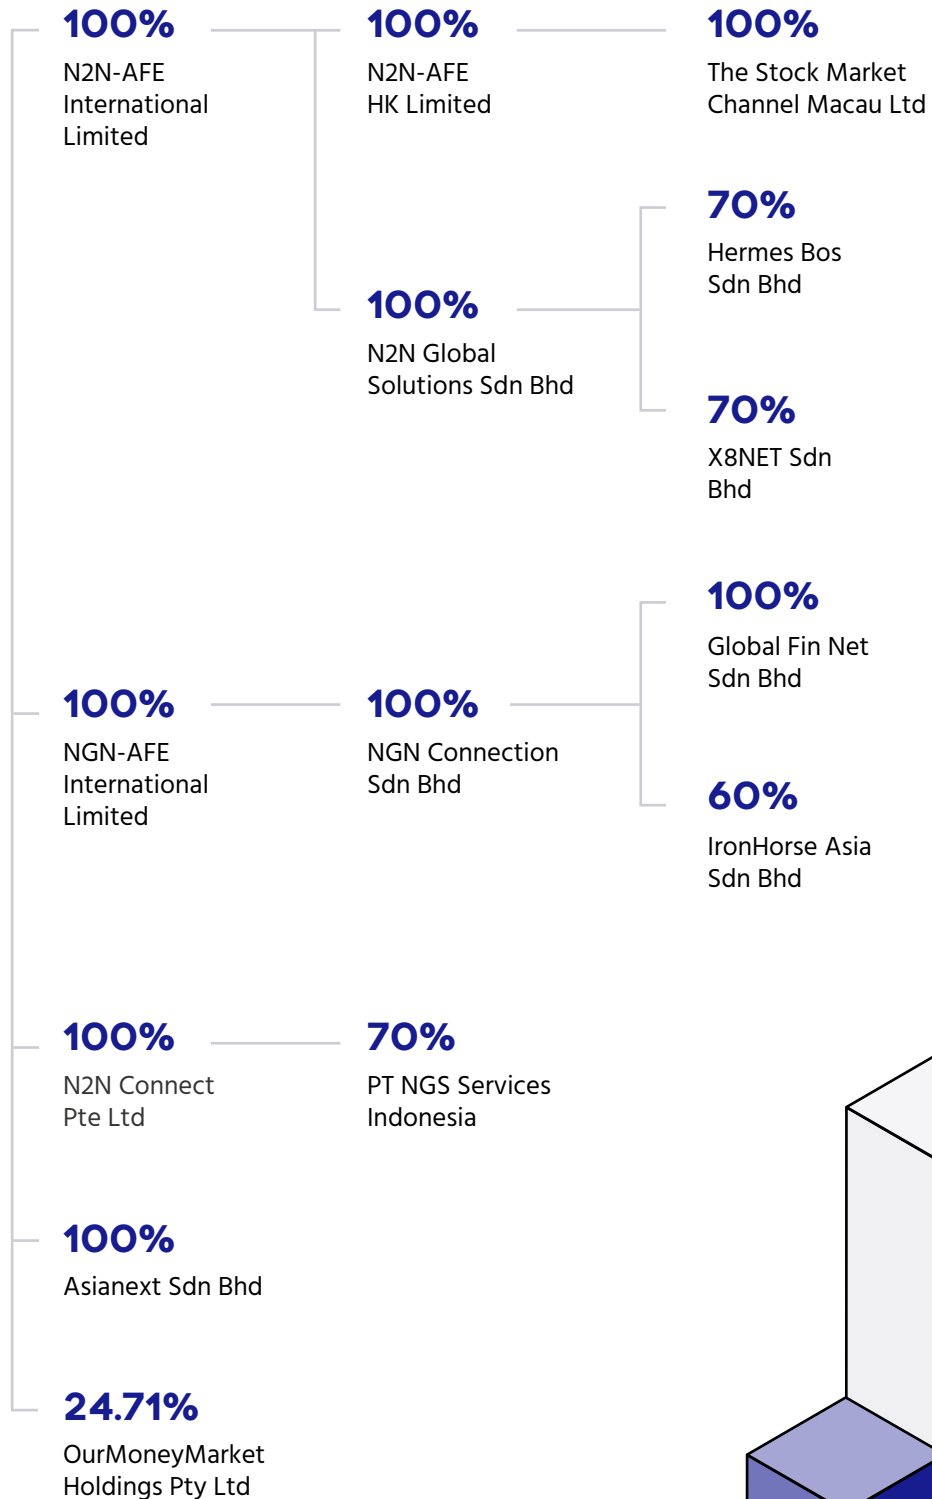 100%
N2N-AFE
International
Limited
100%
N2N-AFE
HK Limited
100%
The Stock Market
Channel Macau Ltd
70%
Hermes Bos
Sdn Bhd
100%
N2N Global
Solutions Sdn Bhd
70%
X8NET Sdn
Bhd
100%
Global Fin Net
Sdn Bhd
100%
NGN-AFE
International
Limited
100%
NGN Connection
Sdn Bhd
60%
IronHorse Asia
Sdn Bhd
100%
N2N Connect
Pte Ltd
70%
PT NGS Services
Indonesia
100%
Asianext Sdn Bhd
24.71%
OurMoneyMarket
Holdings Pty Ltd